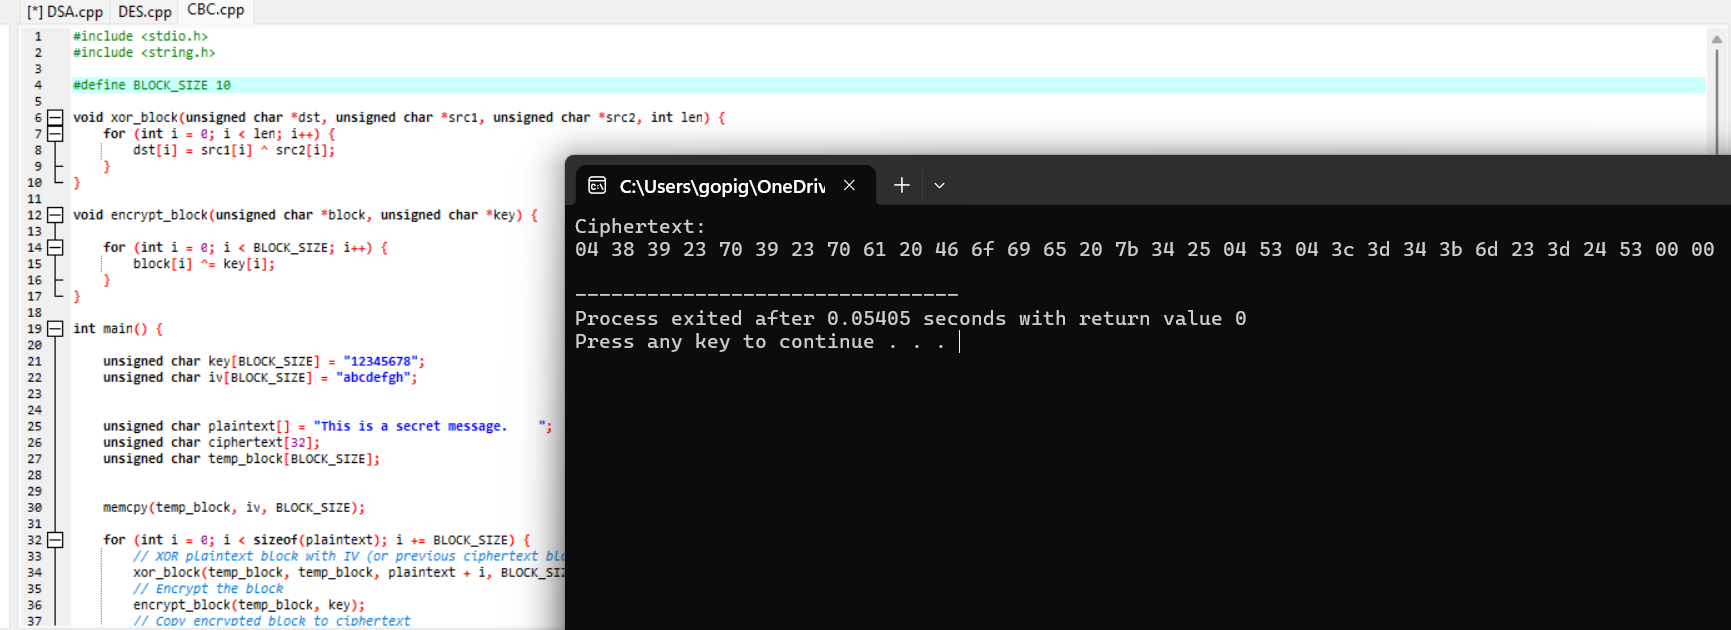 [*] DSA.cpp DES.cpp CBC.cpp
1 #include <stdio.h>
2 #include <string.h>
3
4 #define BLOCK_SIZE 10
5
6 void xor_block(unsigned char *dst, unsigned char *src1, unsigned char *src2, int len) {
7 for (int i = 0; i < len; i++) {
8 dst[i] = src1[i] ^ src2[i];
9 }
10 }
11
12 void encrypt_block(unsigned char *block, unsigned char *key) {
13
14 for (int i = 0; i < BLOCK_SIZE; i++) {
15 block[i] ^= key[i];
16 }
17 }
18
19 int main() {
20
21 unsigned char key[BLOCK_SIZE] = "12345678";
22 unsigned char iv[BLOCK_SIZE] = "abcdefgh";
23
24
25 unsigned char plaintext[] = "This is a secret message.    ";
26 unsigned char ciphertext[32];
27 unsigned char temp_block[BLOCK_SIZE];
28
29
30 memcpy(temp_block, iv, BLOCK_SIZE);
31
32 for (int i = 0; i < sizeof(plaintext); i += BLOCK_SIZE) {
33 // XOR plaintext block with IV (or previous ciphertext blo
34 xor_block(temp_block, temp_block, plaintext + i, BLOCK_SIZ
35 // Encrypt the block
36 encrypt_block(temp_block, key);
37 // Copy encrypted block to ciphertext
C:\Users\gopig\OneDriv
Ciphertext:
04 38 39 23 70 39 23 70 61 20 46 6f 69 65 20 7b 34 25 04 53 04 3c 3d 34 3b 6d 23 3d 24 53 00 00
--------------------------------
Process exited after 0.05405 seconds with return value 0
Press any key to continue . . .